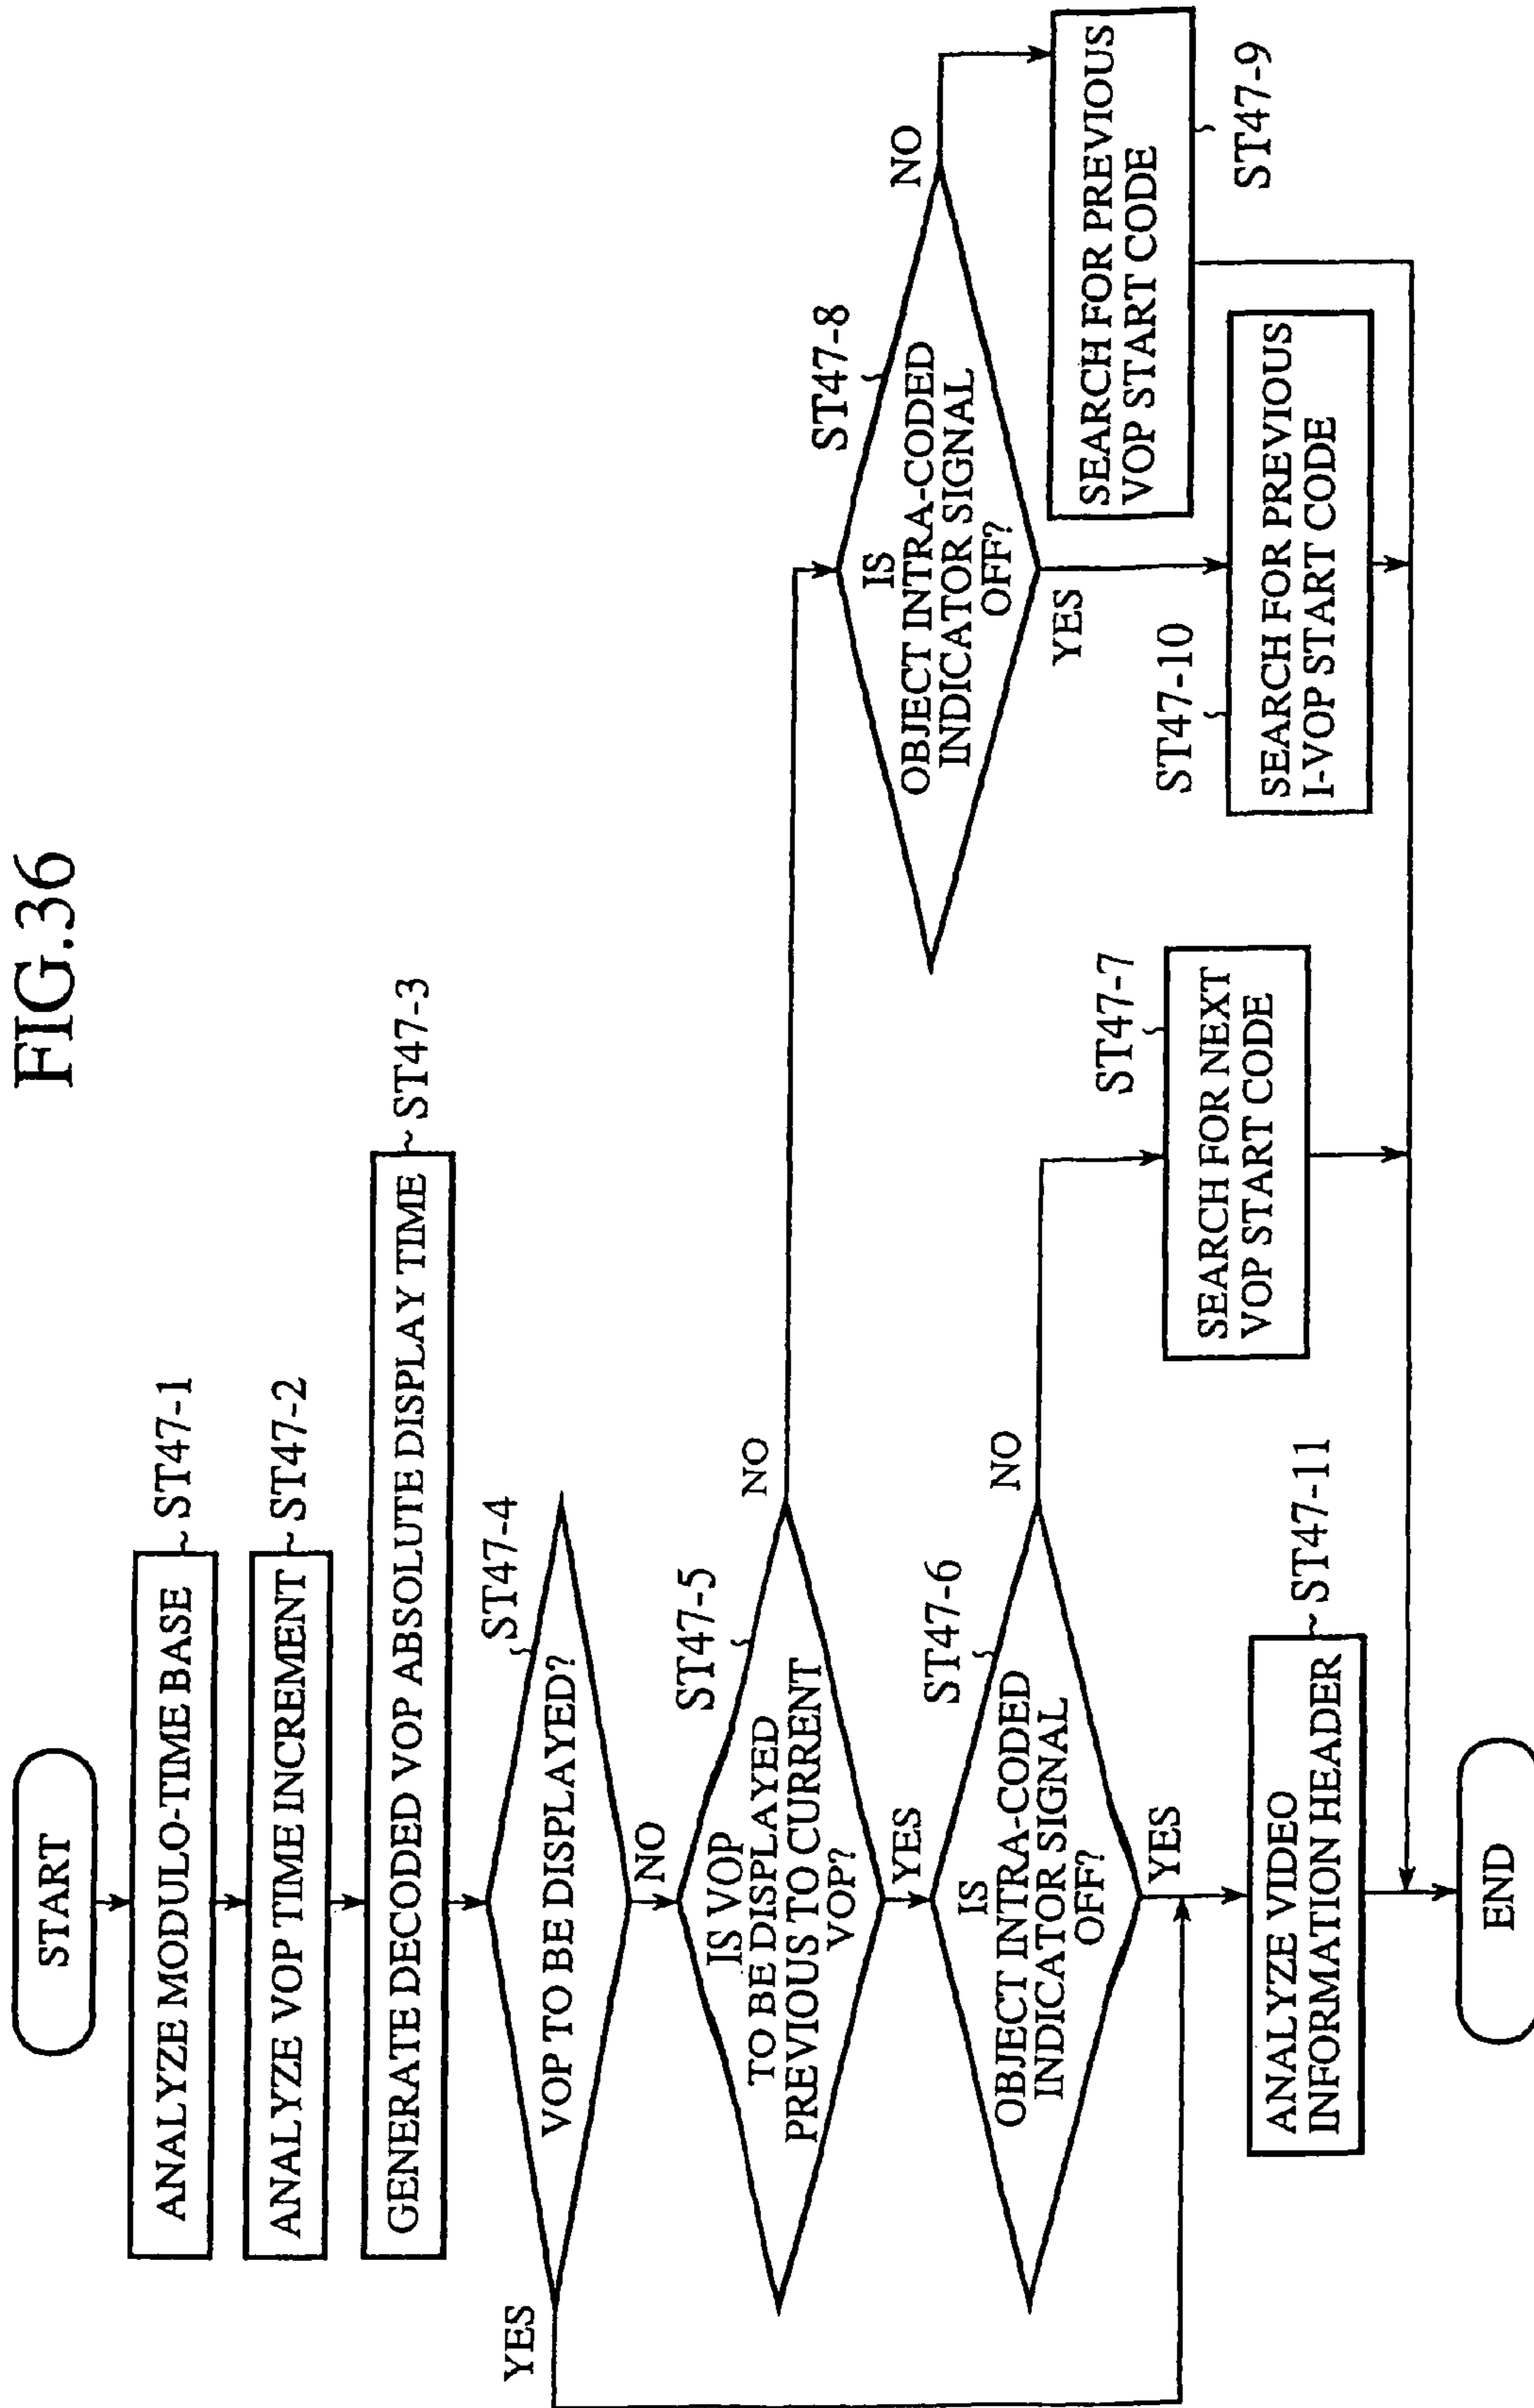 FIG.36
START
ANALYZE MODULO-TIME BASE
ST47-1
ANALYZE VOP TIME INCREMENT
ST47-2
GENERATE DECODED VOP ABSOLUTE DISPLAY TIME
ST47-3
ST47-4
VOP TO BE DISPLAYED?
YES
NO
ST47-5
IS VOP
TO BE DISPLAYED
PREVIOUS TO CURRENT
VOP?
NO
YES
ST47-6
IS
OBJECT INTRA-CODED
INDICATOR SIGNAL
OFF?
NO
YES
ST47-7
SEARCH FOR NEXT
VOP START CODE
ST47-8
IS
OBJECT INTRA-CODED
INDICATOR SIGNAL
OFF?
NO
YES
SEARCH FOR PREVIOUS
VOP START CODE
ST47-9
ST47-10
SEARCH FOR PREVIOUS
I-VOP START CODE
ANALYZE VIDEO
INFORMATION HEADER
ST47-11
END